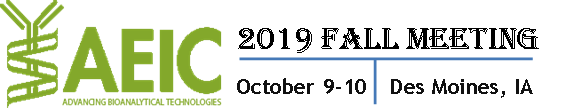 AEIC
ADVANCING BIOANALYTICAL TECHNOLOGIES
2019 FALL MEETING
October 9-10 Des Moines, IA